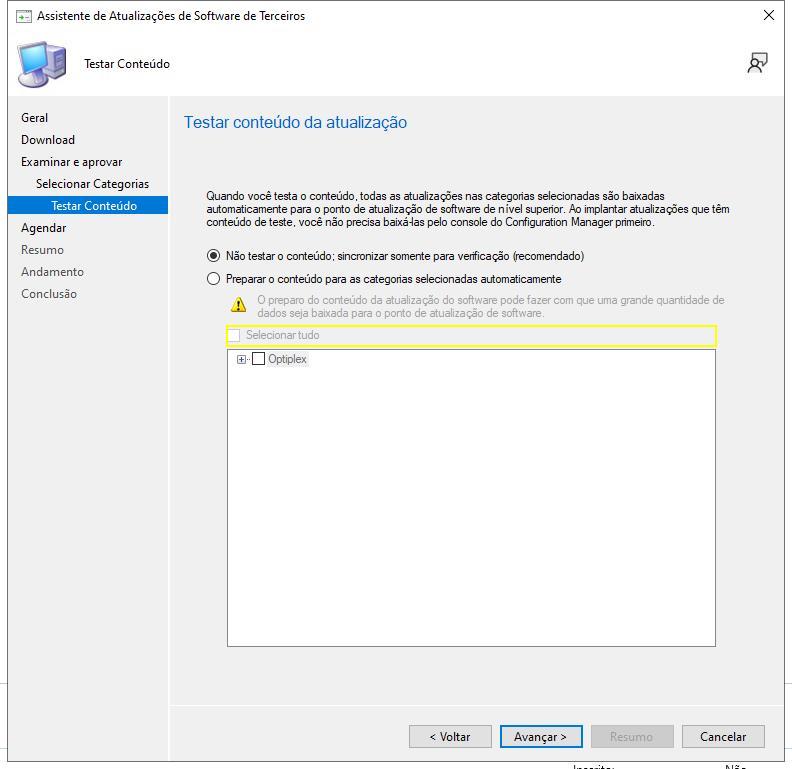 Assistente de Atualizações de Software de Terceiros
Testar Conteúdo
Geral
Download
Examinar e aprovar
Selecionar Categorias
Testar Conteúdo
Agendar
Resumo
Andamento
Conclusão
Testar conteúdo da atualização
Quando você testa o conteúdo, todas as atualizações nas categorias selecionadas são baixadas
automaticamente para o ponto de atualização de software de nível superior. Ao implantar atualizações que têm
conteúdo de teste, você não precisa baixá-las pelo console do Configuration Manager primeiro.
Não testar o conteúdo; sincronizar somente para verificação (recomendado)
Preparar o conteúdo para as categorias selecionadas automaticamente
O preparo do conteúdo da atualização do software pode fazer com que uma grande quantidade de
dados seja baixada para o ponto de atualização de software.
Selecionar tudo
Optiplex
< Voltar
Avançar >
Resumo
Cancelar